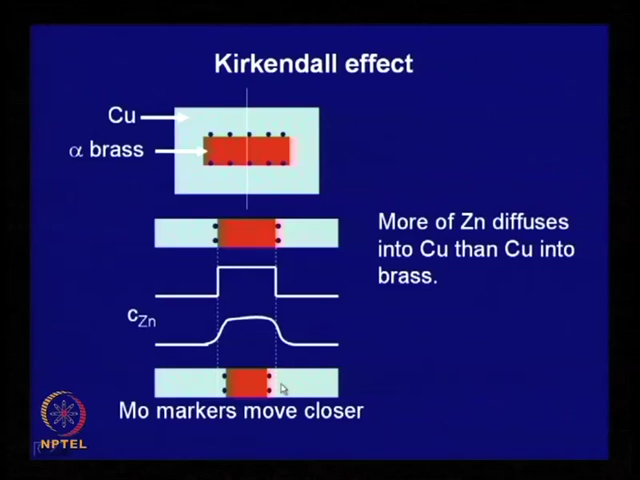 Kirkendall effect
Cu
α brass
More of Zn diffuses
into Cu than Cu into
brass.
cZn
Mo markers move closer
NPTEL